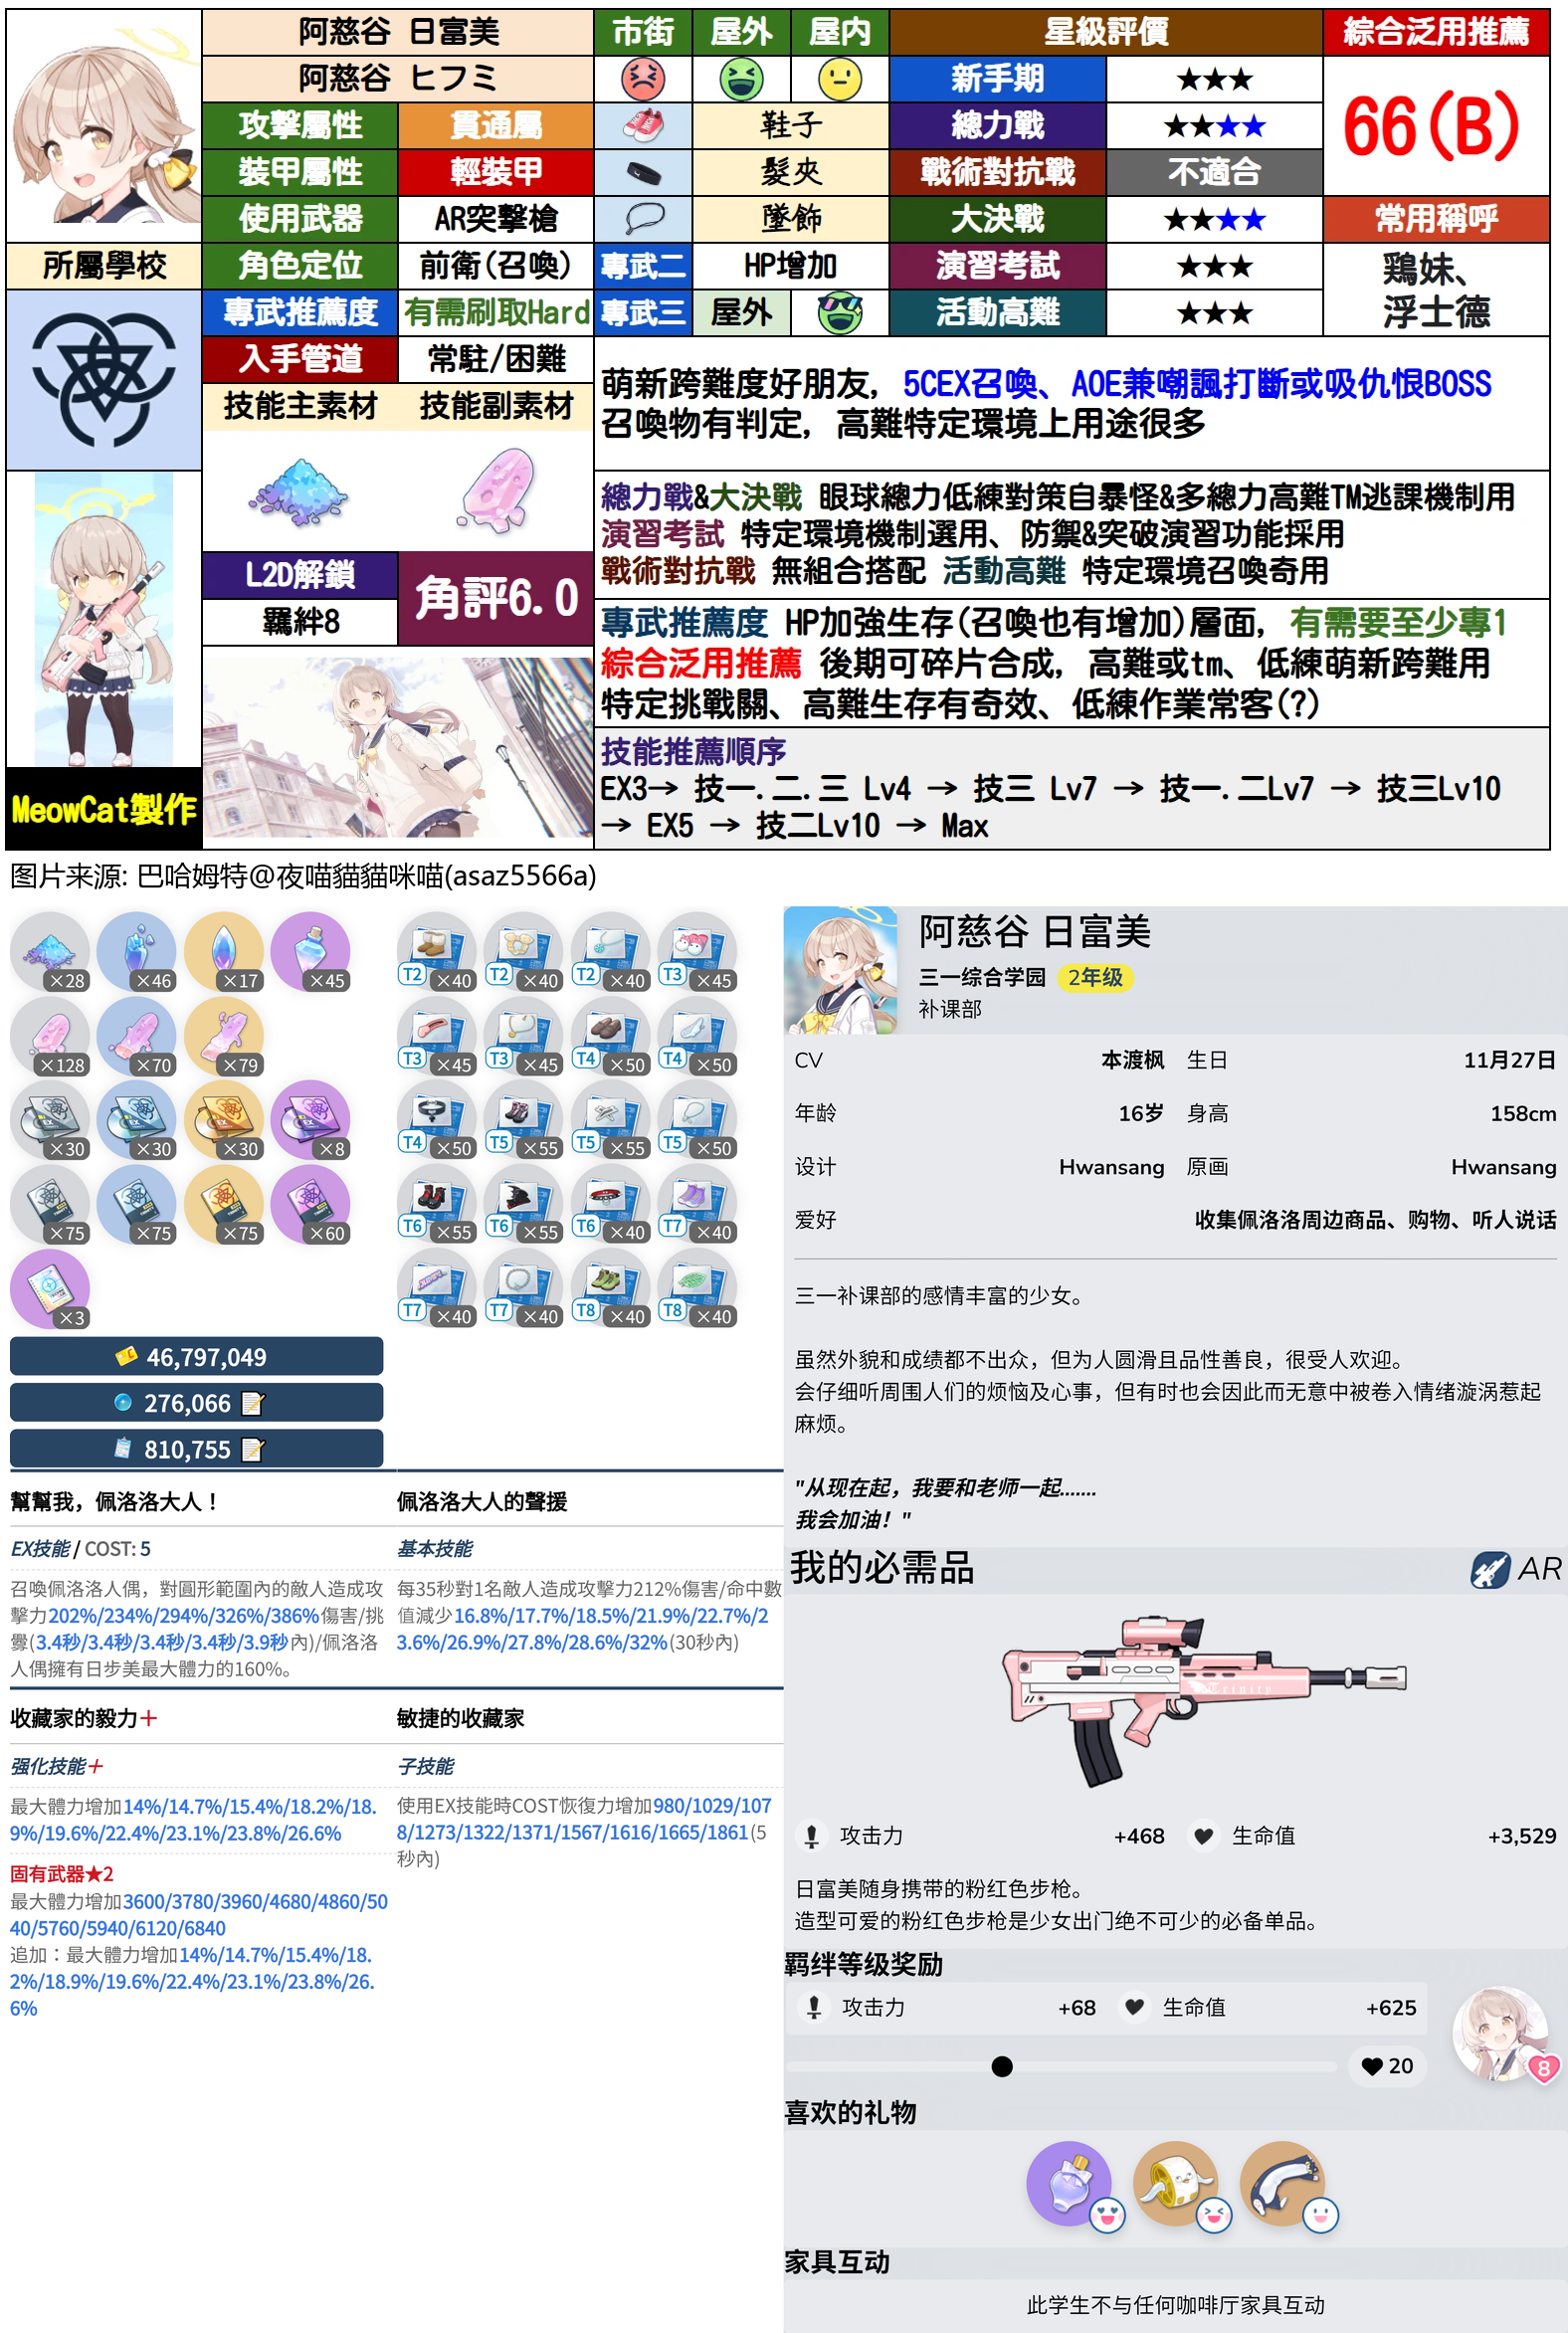 阿慈谷 日富美
市街 屋外 屋内 星級評價 綜合泛用推薦
阿慈谷 ヒフミ
新手期 ★★★
66(B)
攻擊屬性 貫通屬 鞋子 總力戰 ★★★★
裝甲屬性 輕裝甲 髮夾 戰術對抗戰 不適合
使用武器 AR突擊槍 墜飾 大決戰 ★★★★ 常用稱呼
所屬學校 角色定位 前衛(召喚) 專武二 HP增加 演習考試 ★★★
鶏妹、
浮士德
專武推薦度 有需刷取Hard 專武三 屋外 活動高難 ★★★
入手管道 常駐/困難
技能主素材 技能副素材
萌新跨難度好朋友, 5CEX召喚、AOE兼嘲諷打斷或吸仇恨BOSS
召喚物有判定, 高難特定環境上用途很多
總力戰&大決戰 眼球總力低練對策自暴怪&多總力高難TM逃課機制用
演習考試 特定環境機制選用、防禦&突破演習功能採用
戰術對抗戰 無組合搭配 活動高難 特定環境召喚奇用
L2D解鎖
羈絆8
角評6.0
專武推薦度 HP加強生存(召喚也有增加)層面, 有需要至少專1
綜合泛用推薦 後期可碎片合成, 高難或tm、低練萌新跨難用
特定挑戰關、高難生存有奇效、低練作業常客(?)
技能推薦順序
EX3→ 技一.二.三 Lv4 → 技三 Lv7 → 技一.二Lv7 → 技三Lv10
→ EX5 → 技二Lv10 → Max
MeowCat製作
图片来源: 巴哈姆特@夜喵貓貓咪喵(asaz5566a)
×28 ×46 ×17 ×45
×128 ×70 ×79
×30 ×30 ×30 ×8
×75 ×75 ×75 ×60
×3
46,797,049
276,066
810,755
T2 ×40 T2 ×40 T2 ×40 T3 ×45
T3 ×45 T3 ×45 T4 ×50 T4 ×50
T4 ×50 T5 ×55 T5 ×55 T5 ×50
T6 ×55 T6 ×55 T6 ×40 T7 ×40
T7 ×40 T7 ×40 T8 ×40 T8 ×40
幫幫我，佩洛洛大人！
EX技能 / COST: 5
召喚佩洛洛人偶，對圓形範圍內的敵人造成攻
擊力202%/234%/294%/326%/386%傷害/挑
釁(3.4秒/3.4秒/3.4秒/3.4秒/3.9秒內)/佩洛洛
人偶擁有日步美最大體力的160%。
佩洛洛大人的聲援
基本技能
每35秒對1名敵人造成攻擊力212%傷害/命中數
值減少16.8%/17.7%/18.5%/21.9%/22.7%/2
3.6%/26.9%/27.8%/28.6%/32%(30秒內)
收藏家的毅力+
强化技能+
最大體力增加14%/14.7%/15.4%/18.2%/18.
9%/19.6%/22.4%/23.1%/23.8%/26.6%
固有武器★2
最大體力增加3600/3780/3960/4680/4860/50
40/5760/5940/6120/6840
追加：最大體力增加14%/14.7%/15.4%/18.
2%/18.9%/19.6%/22.4%/23.1%/23.8%/26.
6%
敏捷的收藏家
子技能
使用EX技能時COST恢復力增加980/1029/107
8/1273/1322/1371/1567/1616/1665/1861(5
秒內)
阿慈谷 日富美
三一综合学园 2年级
补课部
CV 本渡枫 生日 11月27日
年龄 16岁 身高 158cm
设计 Hwansang 原画 Hwansang
爱好 收集佩洛洛周边商品、购物、听人说话
三一补课部的感情丰富的少女。
虽然外貌和成绩都不出众，但为人圆滑且品性善良，很受人欢迎。
会仔细听周围人们的烦恼及心事，但有时也会因此而无意中被卷入情绪漩涡惹起
麻烦。
"从现在起，我要和老师一起.......
我会加油！"
我的必需品 AR
Trinity
攻击力 +468 生命值 +3,529
日富美随身携带的粉红色步枪。
造型可爱的粉红色步枪是少女出门绝不可少的必备单品。
羁绊等级奖励
攻击力 +68 生命值 +625
20
8
喜欢的礼物
家具互动
此学生不与任何咖啡厅家具互动